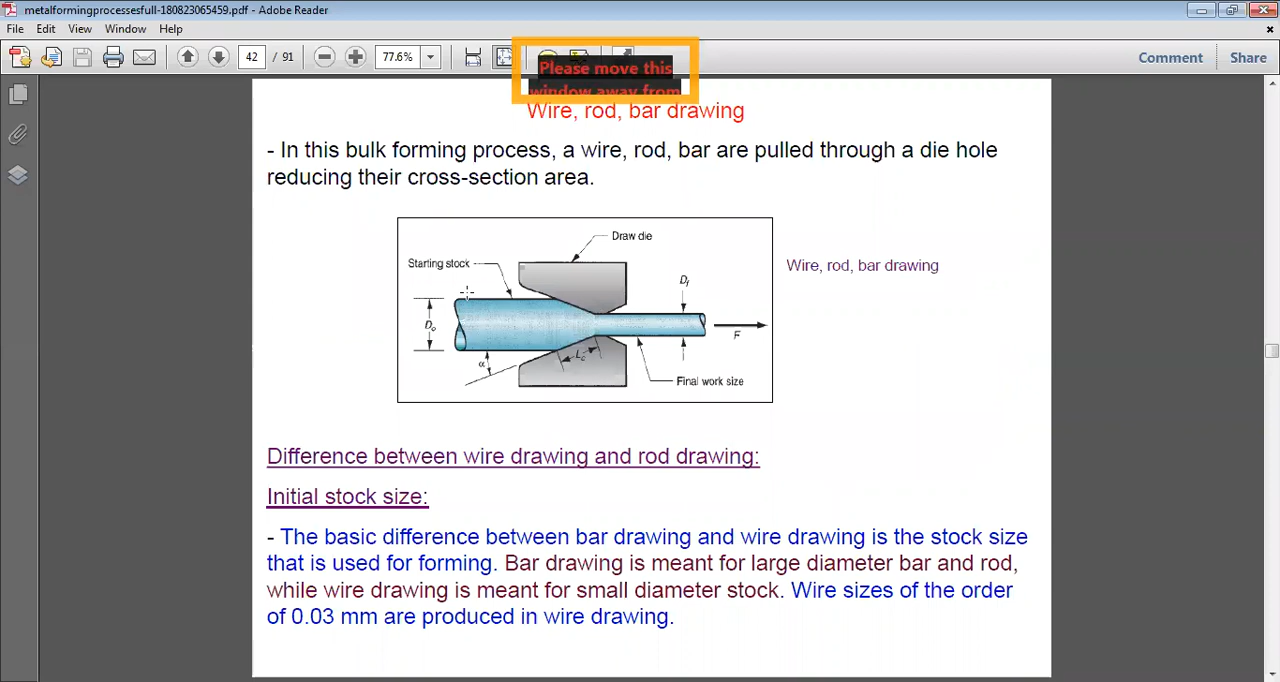 metalformingprocessesfull-180823065459.pdf - Adobe Reader
File Edit View Window Help
42 / 91 77.6% Comment Share
Please move this
window away from
Wire, rod, bar drawing
- In this bulk forming process, a wire, rod, bar are pulled through a die hole
reducing their cross-section area.
Draw die
Starting stock
Wire, rod, bar drawing
Df
Do
F
Lc
α
Final work size
Difference between wire drawing and rod drawing:
Initial stock size:
- The basic difference between bar drawing and wire drawing is the stock size
that is used for forming. Bar drawing is meant for large diameter bar and rod,
while wire drawing is meant for small diameter stock. Wire sizes of the order
of 0.03 mm are produced in wire drawing.